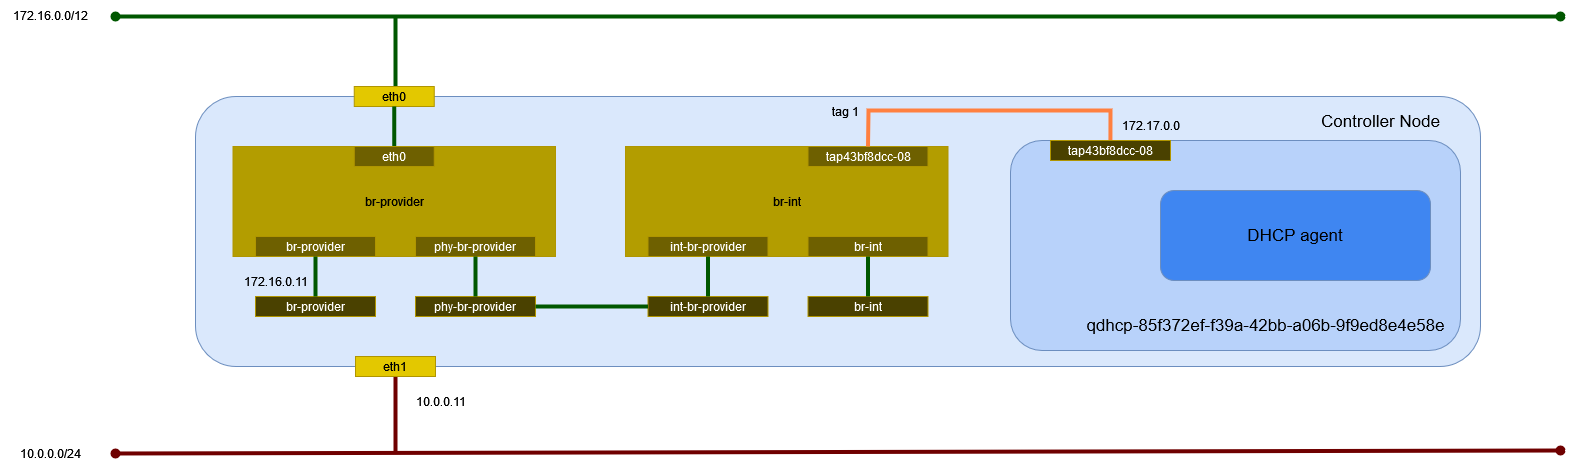 172.16.0.0/12
eth0
tag 1
172.17.0.0
Controller Node
eth0
tap43bf8dcc-08
tap43bf8dcc-08
br-provider
br-int
DHCP agent
br-provider
phy-br-provider
int-br-provider
br-int
172.16.0.11
br-provider
phy-br-provider
int-br-provider
br-int
qdhcp-85f372ef-f39a-42bb-a06b-9f9ed8e4e58e
eth1
10.0.0.11
10.0.0.0/24